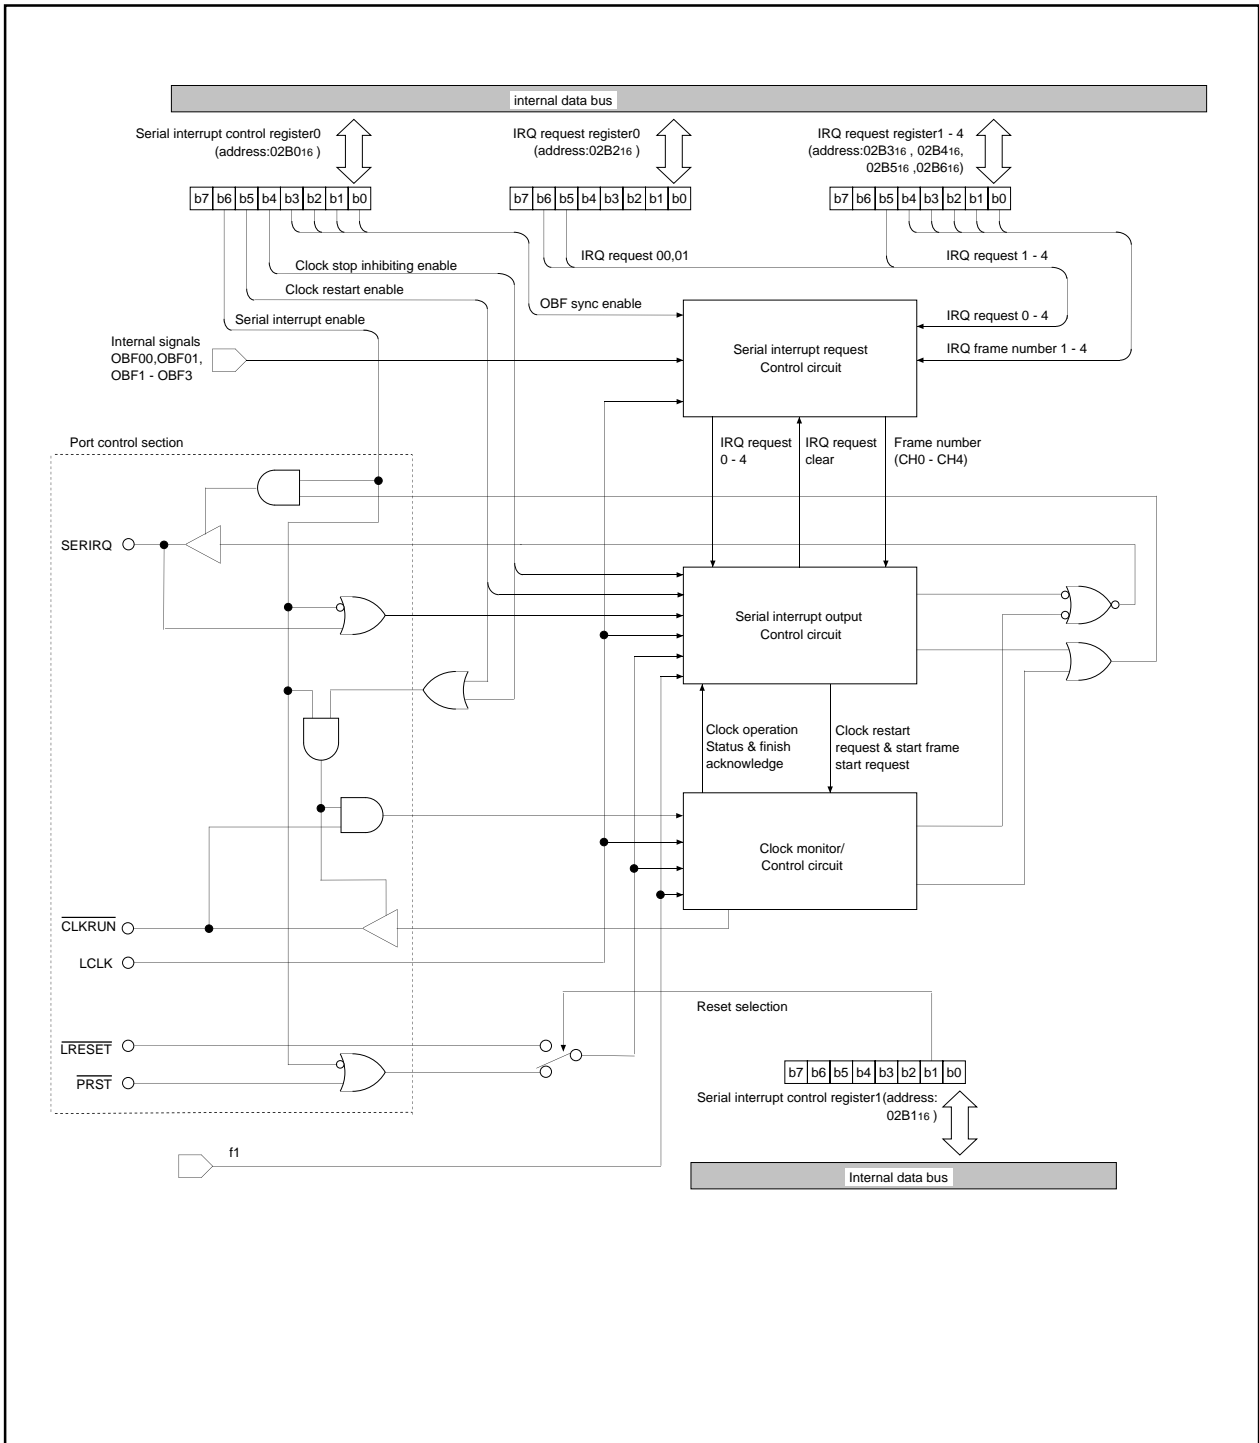 internal data bus
Serial interrupt control register0
(address:02B016 )
IRQ request register0
(address:02B216 )
IRQ request register1 - 4
(address:02B316 , 02B416,
02B516 ,02B616)
b7 b6 b5 b4 b3 b2 b1 b0
b7 b6 b5 b4 b3 b2 b1 b0
b7 b6 b5 b4 b3 b2 b1 b0
IRQ request 00,01
IRQ request 1 - 4
Clock stop inhibiting enable
Clock restart enable
OBF sync enable
Serial interrupt enable
IRQ request 0 - 4
Internal signals
OBF00,OBF01,
OBF1 - OBF3
Serial interrupt request
Control circuit
IRQ frame number 1 - 4
Port control section
IRQ request
0 - 4
IRQ request
clear
Frame number
(CH0 - CH4)
SERIRQ
Serial interrupt output
Control circuit
Clock operation
Status & finish
acknowledge
Clock restart
request & start frame
start request
Clock monitor/
Control circuit
CLKRUN
LCLK
Reset selection
LRESET
PRST
b7 b6 b5 b4 b3 b2 b1 b0
Serial interrupt control register1(address:
02B116 )
f1
Internal data bus